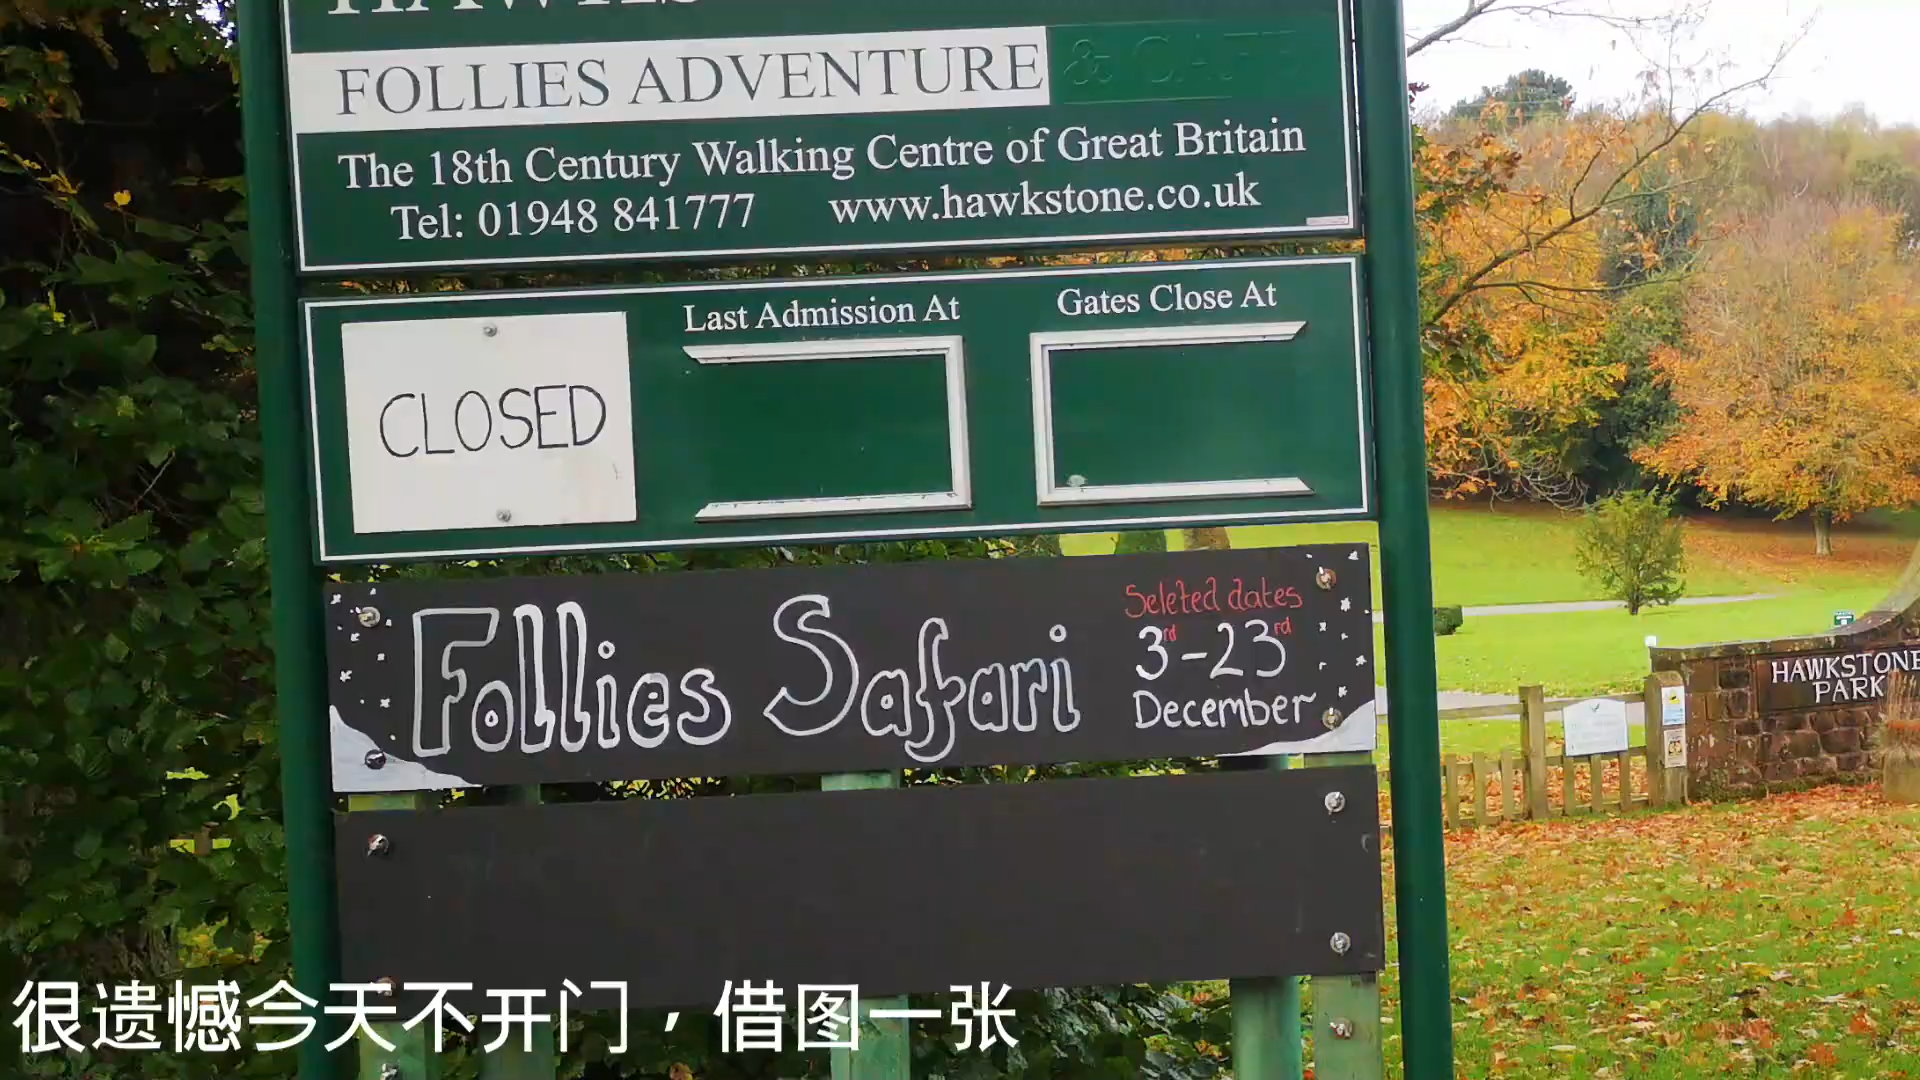 FOLLIES ADVENTURE
& CAFE
The 18th Century Walking Centre of Great Britain
Tel: 01948 841777 www.hawkstone.co.uk
CLOSED
Last Admission At
Gates Close At
Follies Safari
Seleted dates
3rd-23rd
December
HAWKSTONE
PARK
很遗憾今天不开门，借图一张